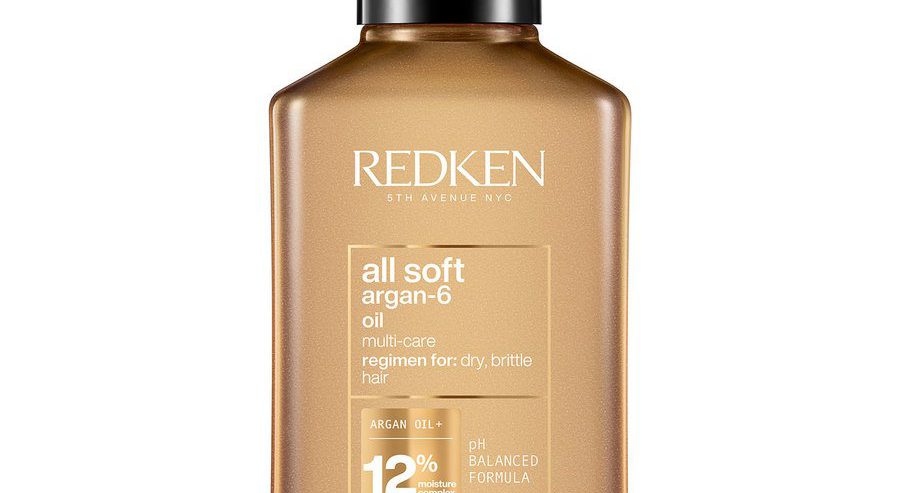 REDKEN
5TH AVENUE NYC
all soft
argan-6
oil
multi-care
regimen for: dry, brittle
hair
ARGAN OIL+
12%
moisture
complex
pH
BALANCED
FORMULA